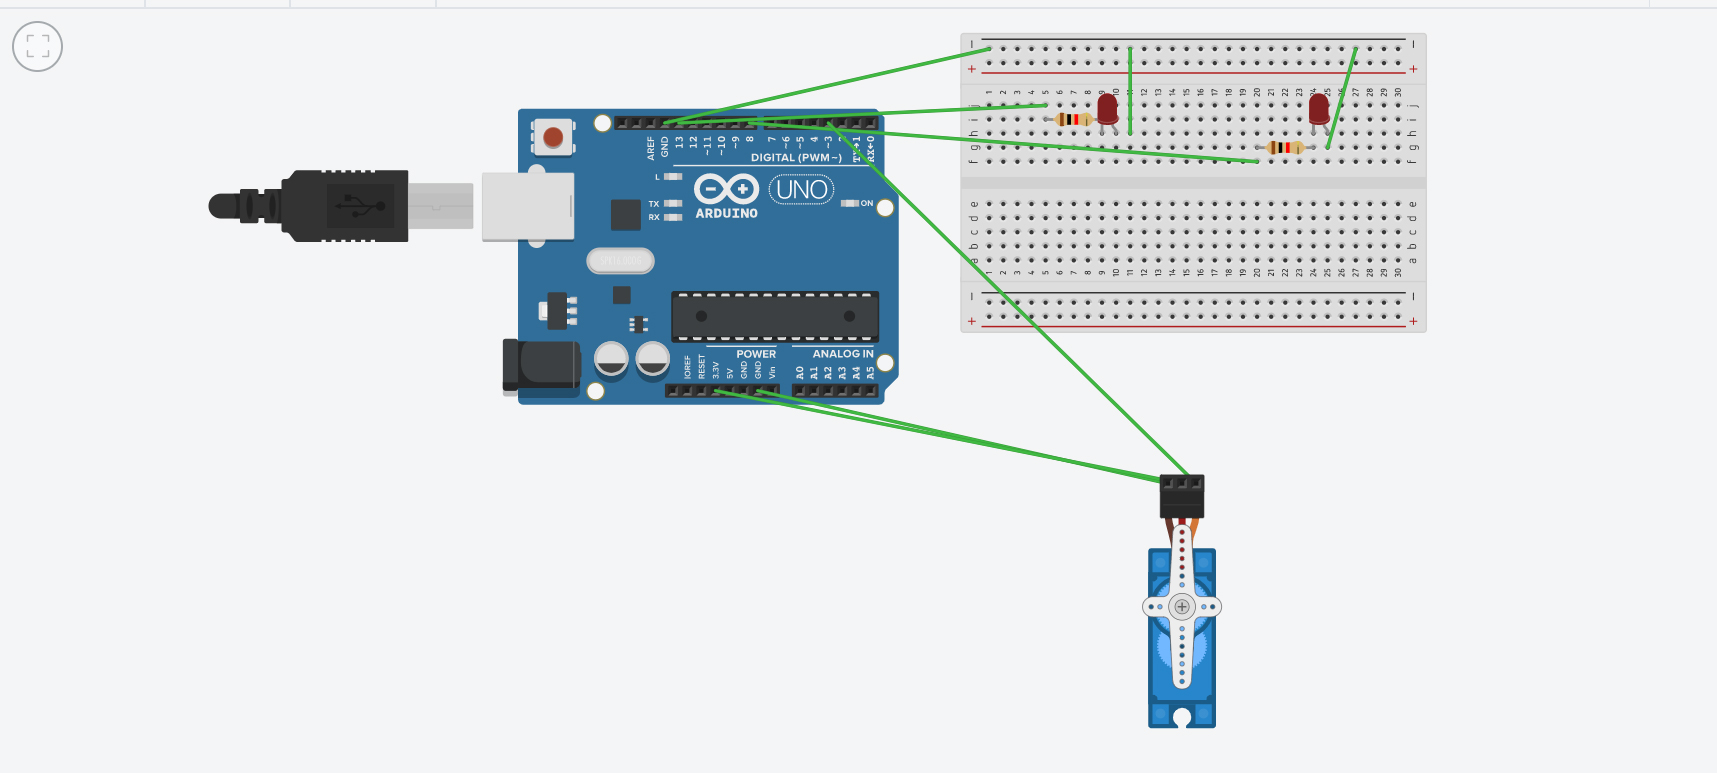 - -
+ +
1 2 3 4 5 6 7 8 9 10 11 12 13 14 15 16 17 18 19 20 21 22 23 24 25 26 27 28 29 30
j j
i i
h h
g g
f f
e e
d d
c c
b b
a a
1 2 3 4 5 6 7 8 9 10 11 12 13 14 15 16 17 18 19 20 21 22 23 24 25 26 27 28 29 30
- -
+ +
AREF GND 13 12 ~11 ~10 ~9 8 7 ~6 ~5 4 ~3 2 TX→1 RX←0
DIGITAL (PWM ~)
L
TX
RX
UNO
ARDUINO
ON
POWER ANALOG IN
IOREF RESET 3.3V 5V GND GND Vin A0 A1 A2 A3 A4 A5